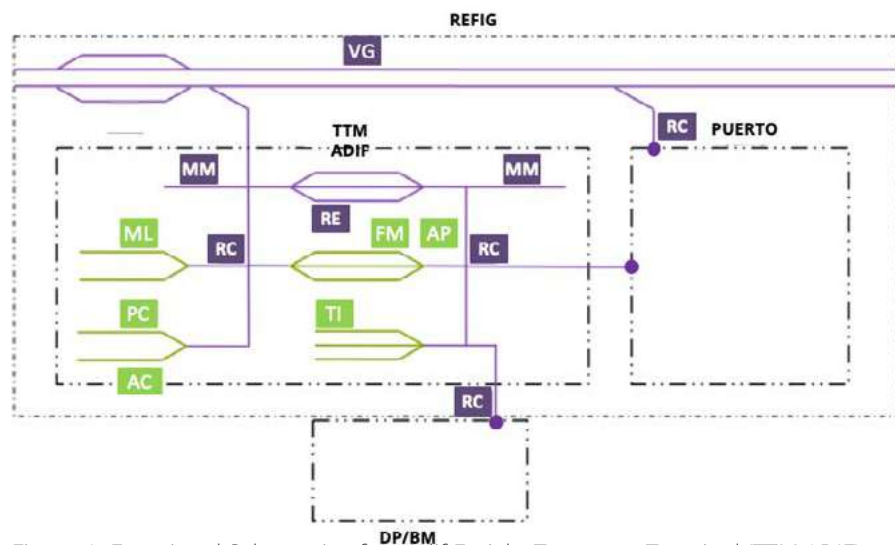 REFIG
VG
RC
PUERTO
TTM
ADIF
MM
MM
RE
ML
RC
FM
AP
RC
PC
TI
AC
RC
DP/BM